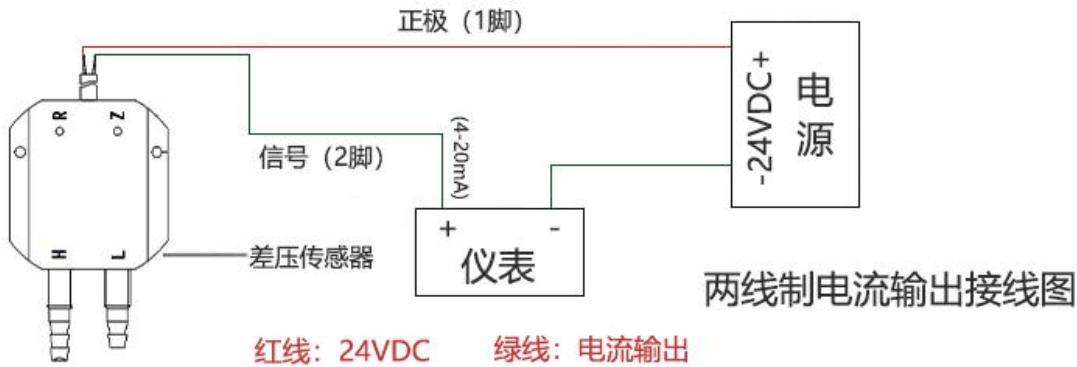 正极（1脚）
-24VDC+
电源
R
Z
(4-20mA)
信号（2脚）
+
-
仪表
H
L
差压传感器
两线制电流输出接线图
红线：24VDC
绿线：电流输出